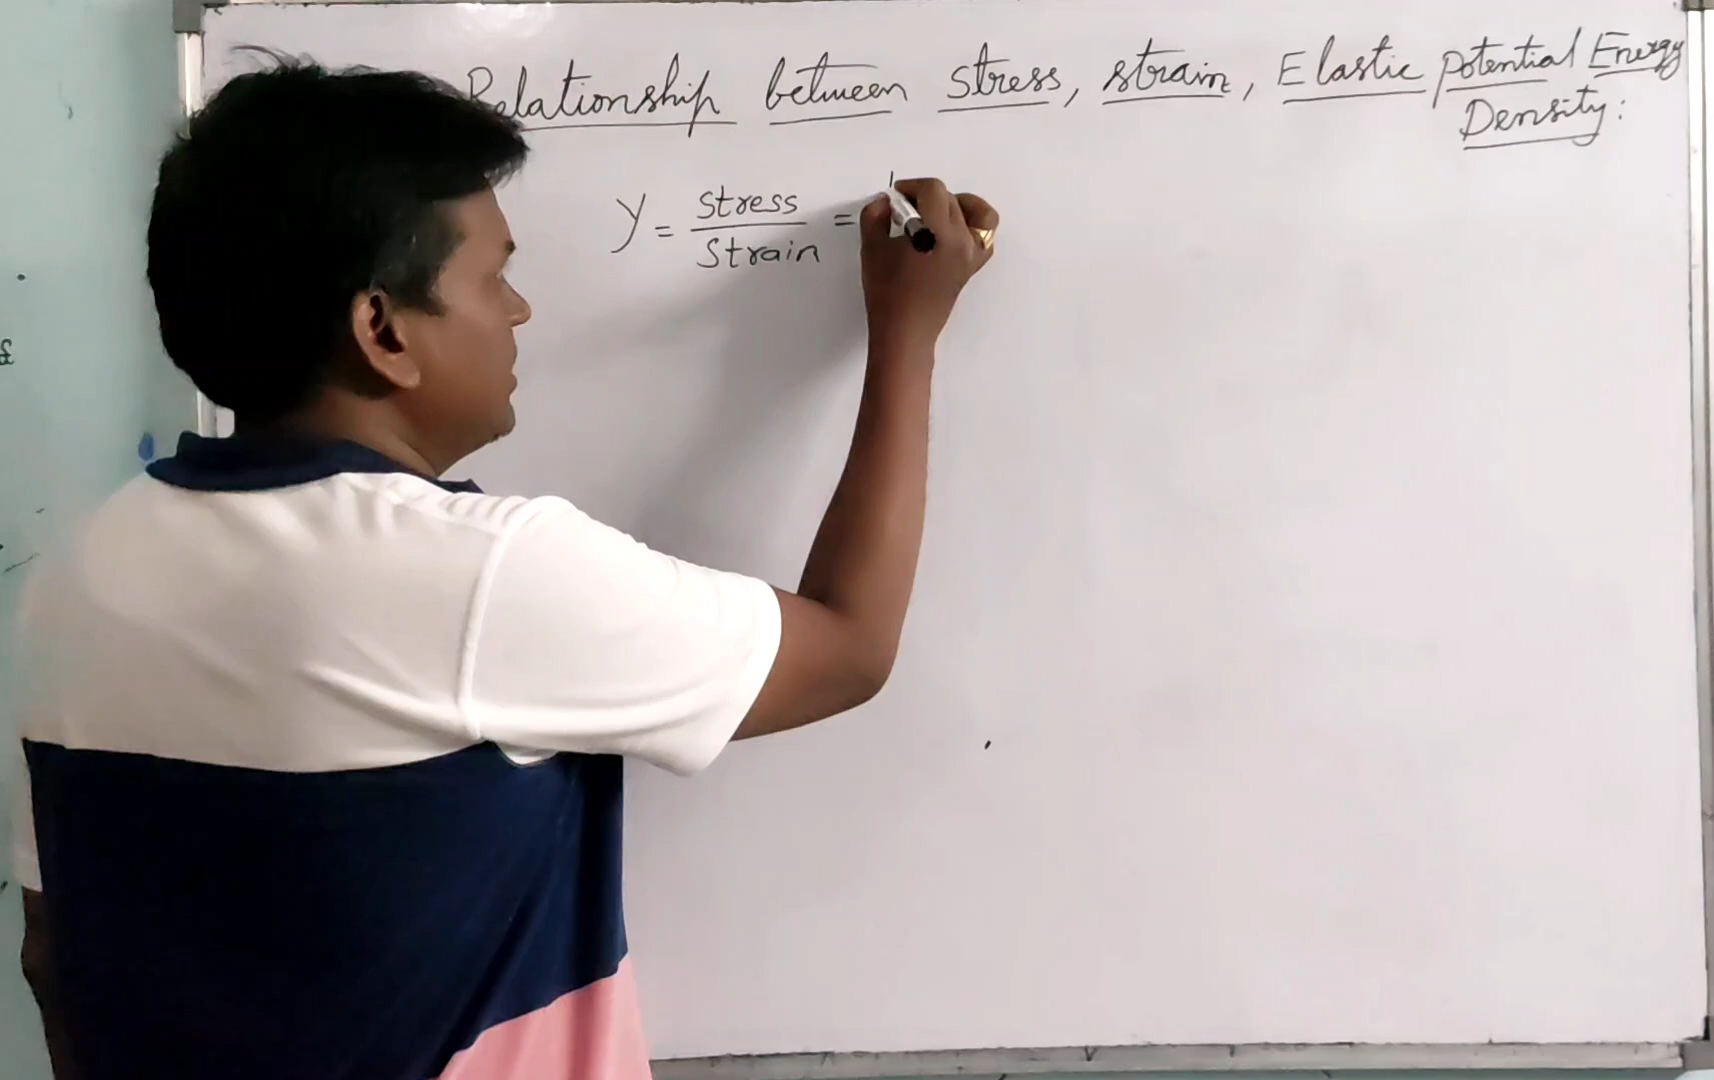 Relationship between stress, strain, Elastic potential Energy
Density:
Y = Stress / Strain =